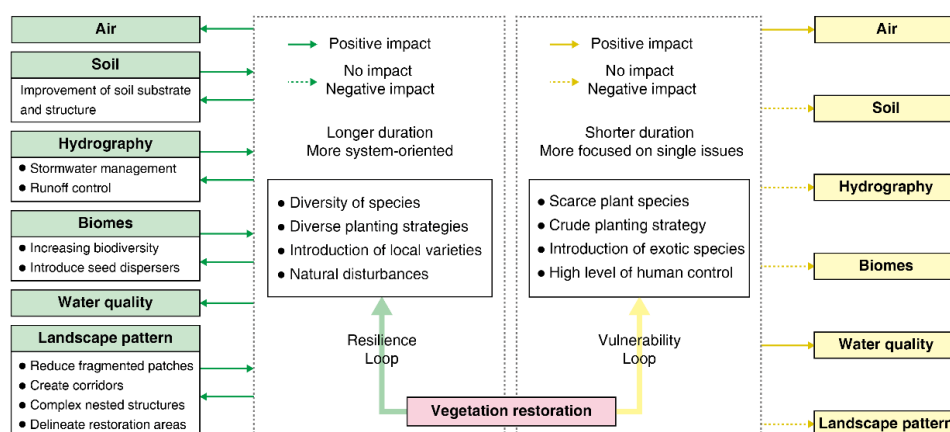 Air
Soil
Improvement of soil substrate
and structure
Hydrography
● Stormwater management
● Runoff control
Biomes
● Increasing biodiversity
● Introduce seed dispersers
Water quality
Landscape pattern
● Reduce fragmented patches
● Create corridors
● Complex nested structures
● Delineate restoration areas
Positive impact
No impact
Negative impact
Longer duration
More system-oriented
● Diversity of species
● Diverse planting strategies
● Introduction of local varieties
● Natural disturbances
Resilience
Loop
Positive impact
No impact
Negative impact
Shorter duration
More focused on single issues
● Scarce plant species
● Crude planting strategy
● Introduction of exotic species
● High level of human control
Vulnerability
Loop
Vegetation restoration
Air
Soil
Hydrography
Biomes
Water quality
Landscape pattern